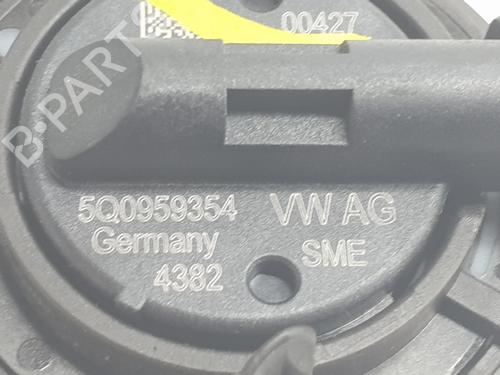 00427
B-PARTS
5Q0959354 VW AG
Germany SME
4382